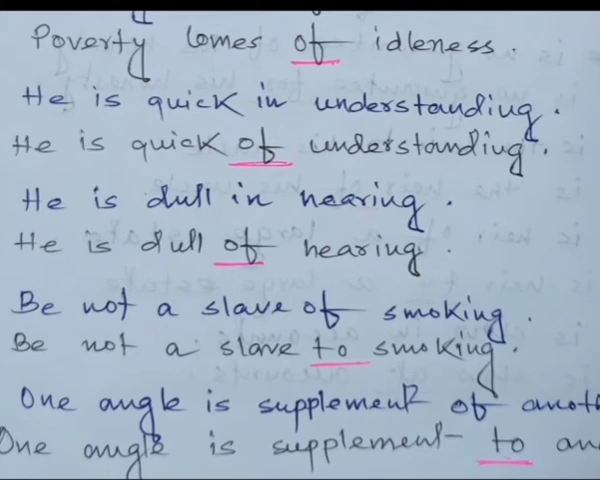 Poverty comes of idleness.
He is quick in understanding.
He is quick of understanding.
He is dull in hearing.
He is dull of hearing.
Be not a slave of smoking.
Be not a slave to smoking.
One angle is supplement of anoth
One angle is supplement to an